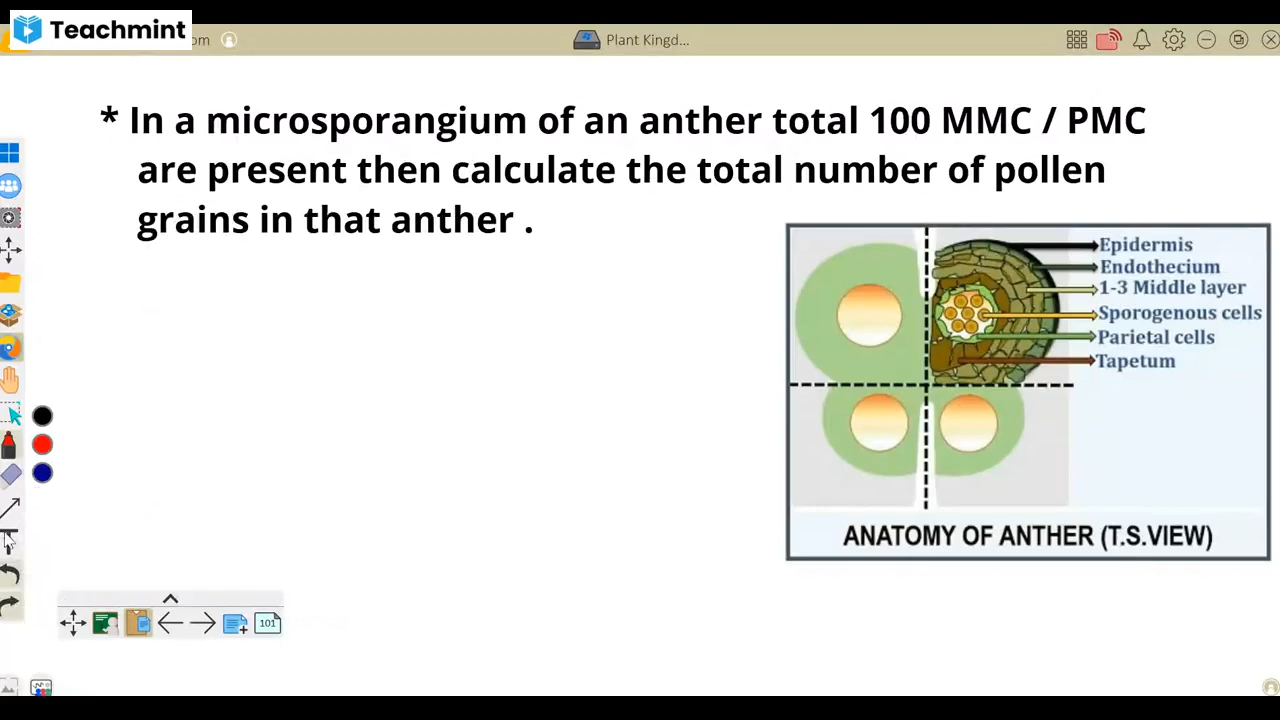 Teachmint
om
Plant Kingd...
* In a microsporangium of an anther total 100 MMC / PMC
are present then calculate the total number of pollen
grains in that anther .
Epidermis
Endothecium
1-3 Middle layer
Sporogenous cells
Parietal cells
Tapetum
ANATOMY OF ANTHER (T.S.VIEW)
101